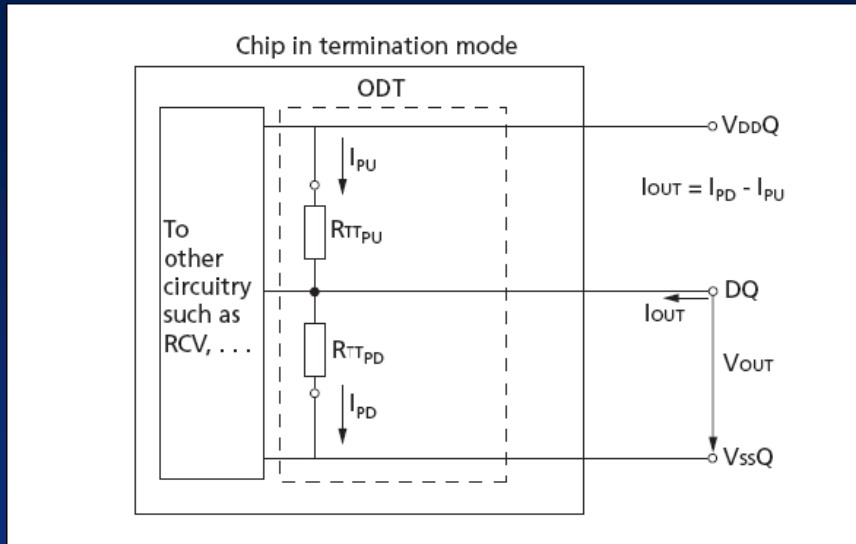 Chip in termination mode
ODT
VDDQ
IPU
IOUT = IPD - IPU
RTTPU
To
other
circuitry
such as
RCV, . . .
DQ
IOUT
RTTPD
VOUT
IPD
VssQ